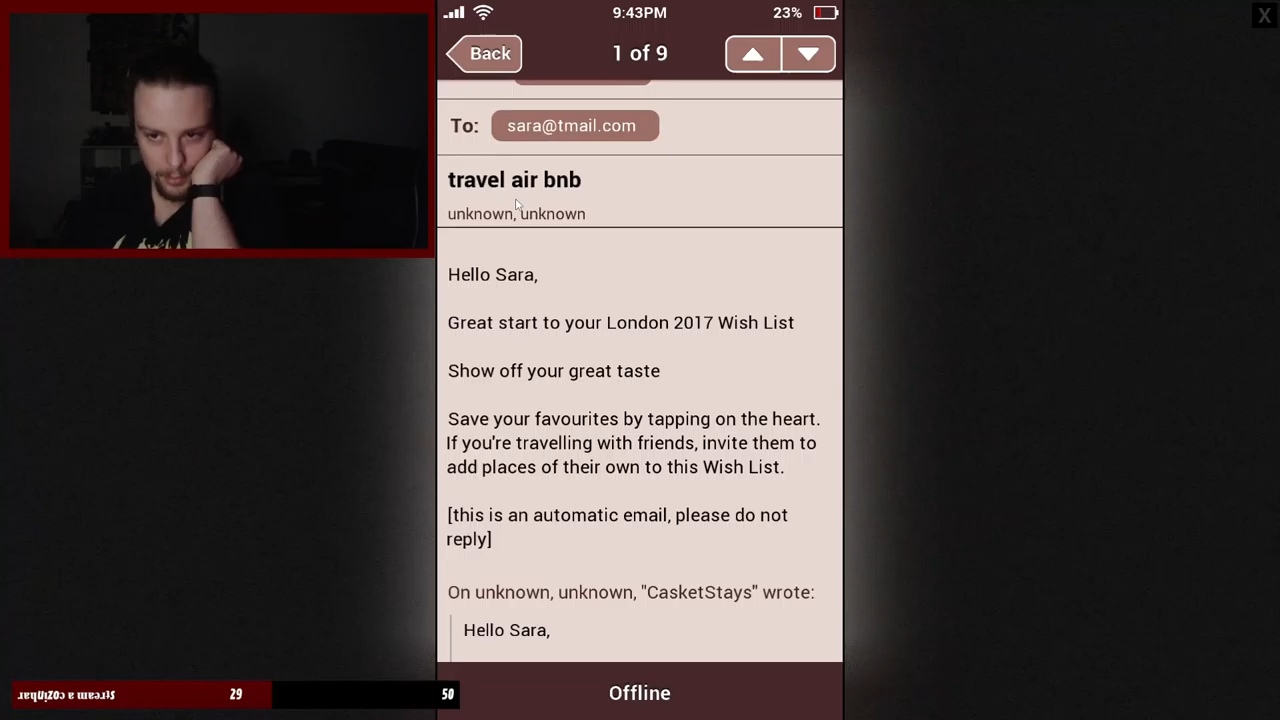 9:43PM
23%
X
Back
1 of 9
To:
sara@tmail.com
travel air bnb
unknown, unknown
Hello Sara,
Great start to your London 2017 Wish List
Show off your great taste
Save your favourites by tapping on the heart.
If you're travelling with friends, invite them to
add places of their own to this Wish List.
[this is an automatic email, please do not
reply]
On unknown, unknown, "CasketStays" wrote:
Hello Sara,
Offline
29
50